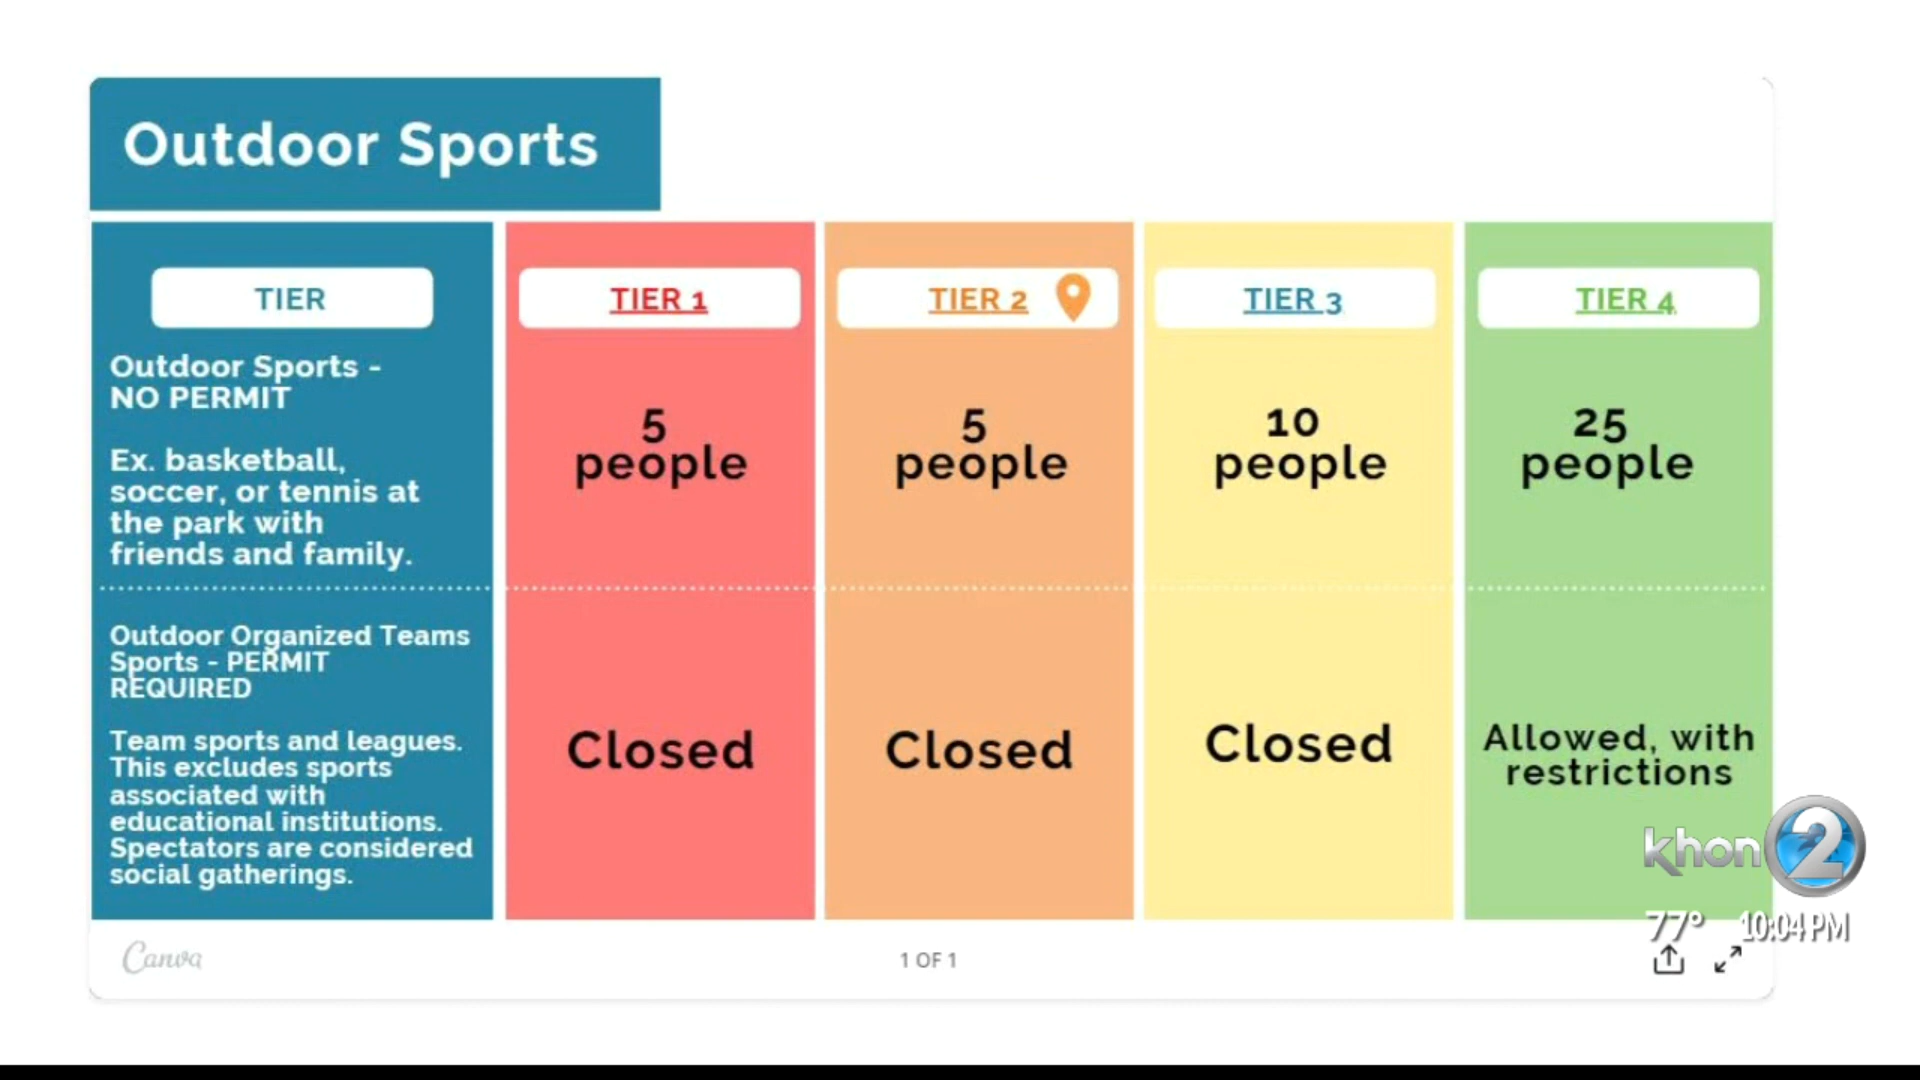 Outdoor Sports
TIER
TIER 1
TIER 2
TIER 3
TIER 4
Outdoor Sports -
NO PERMIT
Ex. basketball,
soccer, or tennis at
the park with
friends and family.
5
people
5
people
10
people
25
people
Outdoor Organized Teams
Sports - PERMIT
REQUIRED
Team sports and leagues.
This excludes sports
associated with
educational institutions.
Spectators are considered
social gatherings.
Closed
Closed
Closed
Allowed, with
restrictions
khon 2
77° 10:04 PM
Canva
1 OF 1